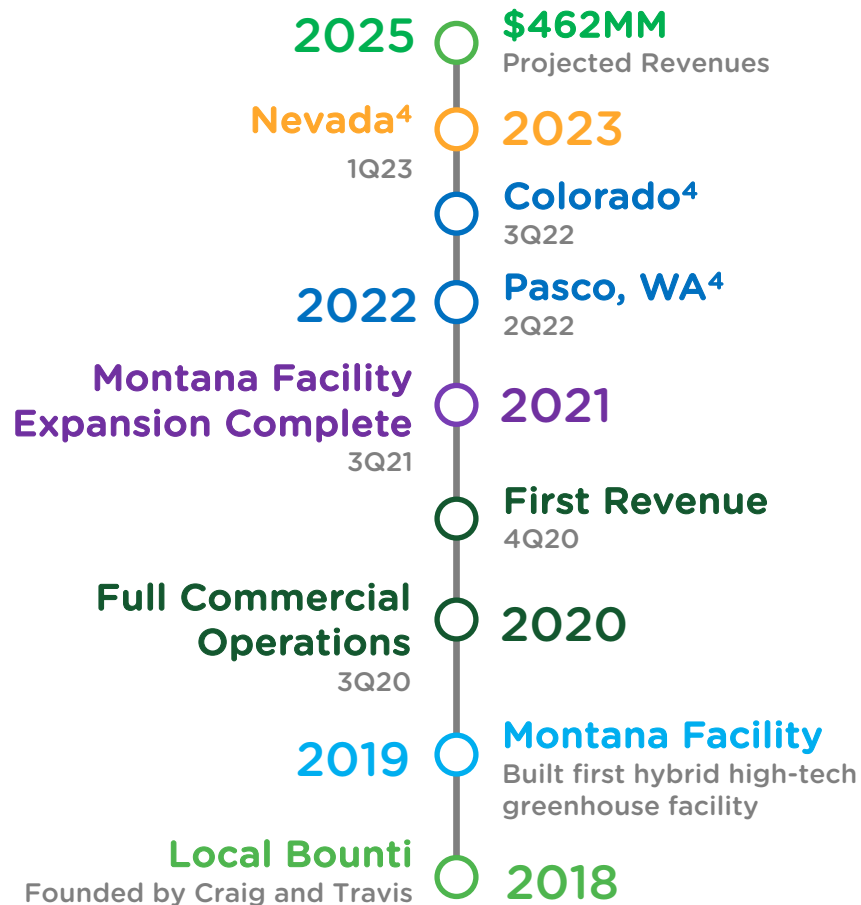 2025
$462MM
Projected Revenues
Nevada⁴
1Q23
2023
Colorado⁴
3Q22
2022
Pasco, WA⁴
2Q22
Montana Facility
Expansion Complete
3Q21
2021
First Revenue
4Q20
Full Commercial
Operations
3Q20
2020
2019
Montana Facility
Built first hybrid high-tech
greenhouse facility
Local Bounti
Founded by Craig and Travis
2018